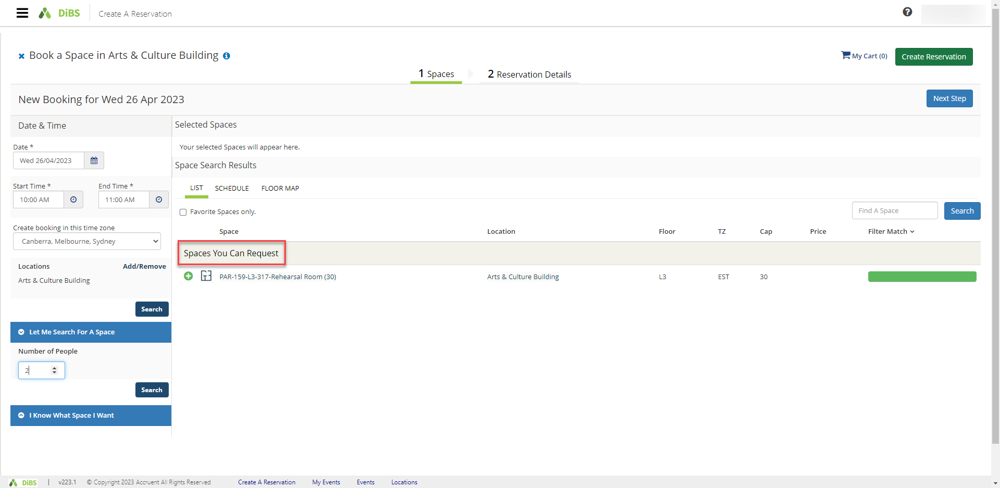 DiBS
Create A Reservation
Book a Space in Arts & Culture Building
My Cart (0)
Create Reservation
1 Spaces
2 Reservation Details
New Booking for Wed 26 Apr 2023
Next Step
Date & Time
Date *
Wed 26/04/2023
Start Time *
End Time *
10:00 AM
11:00 AM
Create booking in this time zone
Canberra, Melbourne, Sydney
Locations
Add/Remove
Arts & Culture Building
Search
Let Me Search For A Space
Number of People
2
Search
I Know What Space I Want
Selected Spaces
Your selected Spaces will appear here.
Space Search Results
LIST SCHEDULE FLOOR MAP
Favorite Spaces only.
Find A Space
Search
Space Location Floor TZ Cap Price Filter Match
Spaces You Can Request
PAR-159-L3-317-Rehearsal Room (30) Arts & Culture Building L3 EST 30
DiBS | v223.1 © Copyright 2023 Accruent All Rights Reserved Create A Reservation My Events Events Locations